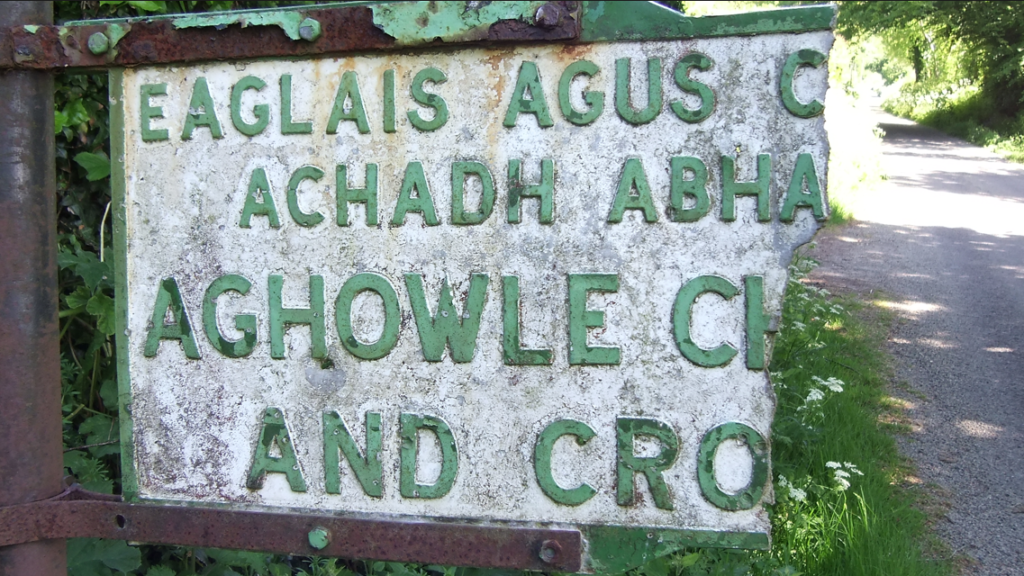 EAGLAIS AGUS C
ACHADH ABHA
AGHOWLE CH
AND CRO